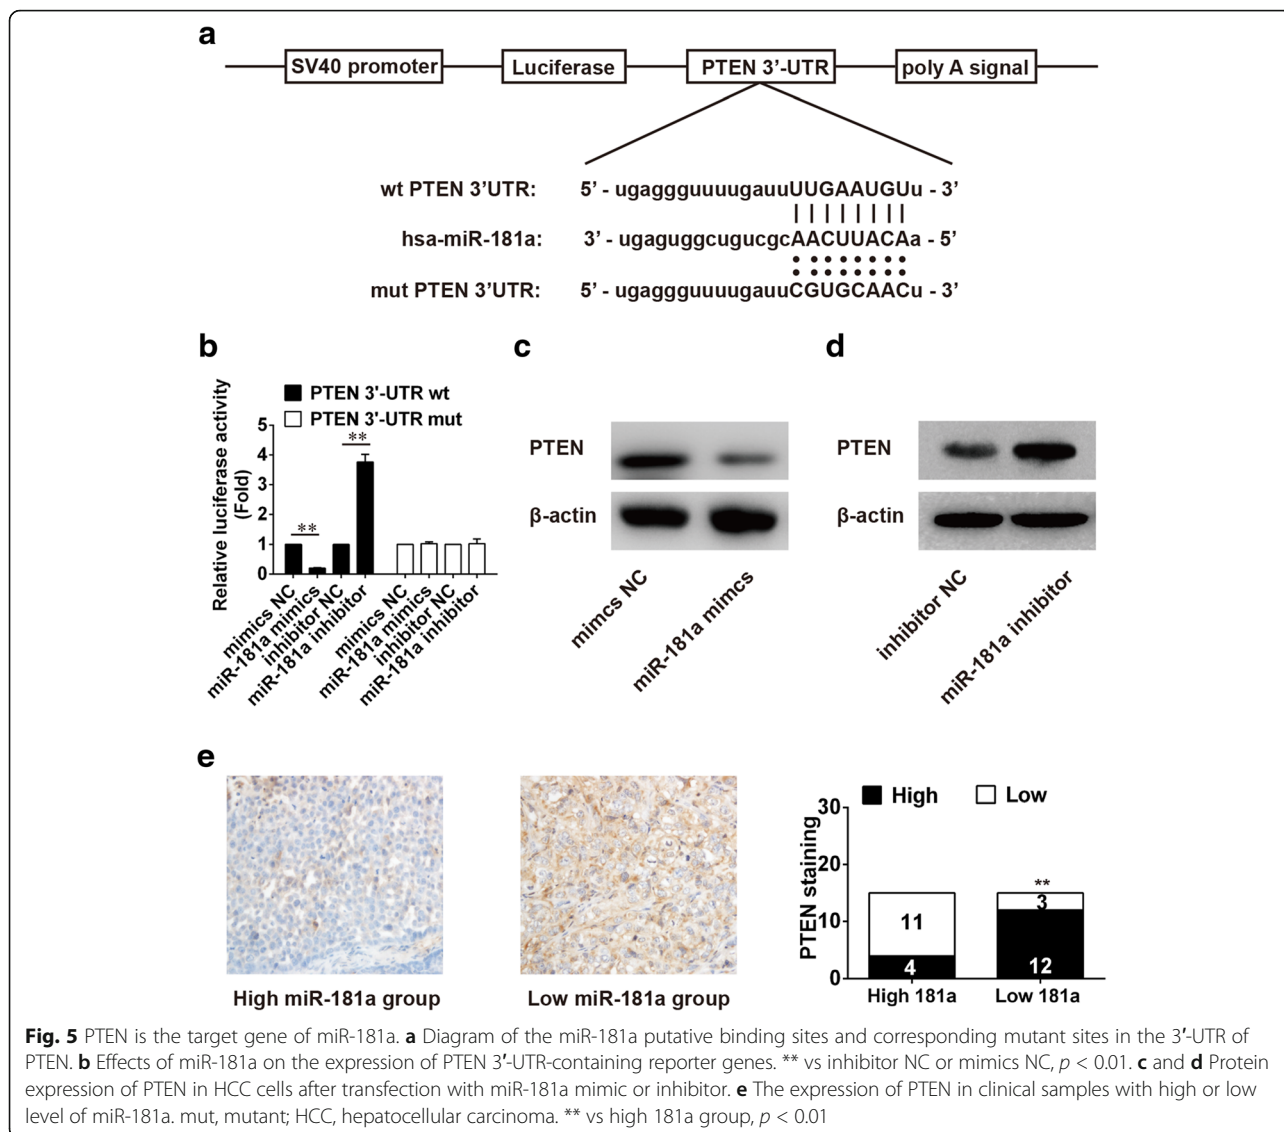 a
SV40 promoter Luciferase PTEN 3’-UTR poly A signal
wt PTEN 3’UTR: 5’ - ugaggguuuugauuUUGAAUGUu - 3’
hsa-miR-181a: 3’ - ugaguggcugucgcAACUUACAa - 5’
mut PTEN 3’UTR: 5’ - ugaggguuuugauuCGUGCAACu - 3’
b
PTEN 3'-UTR wt
PTEN 3'-UTR mut
Relative luciferase activity
(Fold)
5
4
3
2
1
0
**
**
mimics NC
miR-181a mimics
inhibitor NC
miR-181a inhibitor
mimics NC
miR-181a mimics
inhibitor NC
miR-181a inhibitor
c
PTEN
β-actin
mimcs NC
miR-181a mimcs
d
PTEN
β-actin
inhibitor NC
miR-181a inhibitor
e
High miR-181a group
Low miR-181a group
High Low
PTEN staining
30
20
10
0
11
4
**
3
12
High 181a Low 181a
Fig. 5 PTEN is the target gene of miR-181a. a Diagram of the miR-181a putative binding sites and corresponding mutant sites in the 3′-UTR of
PTEN. b Effects of miR-181a on the expression of PTEN 3′-UTR-containing reporter genes. ** vs inhibitor NC or mimics NC, p < 0.01. c and d Protein
expression of PTEN in HCC cells after transfection with miR-181a mimic or inhibitor. e The expression of PTEN in clinical samples with high or low
level of miR-181a. mut, mutant; HCC, hepatocellular carcinoma. ** vs high 181a group, p < 0.01